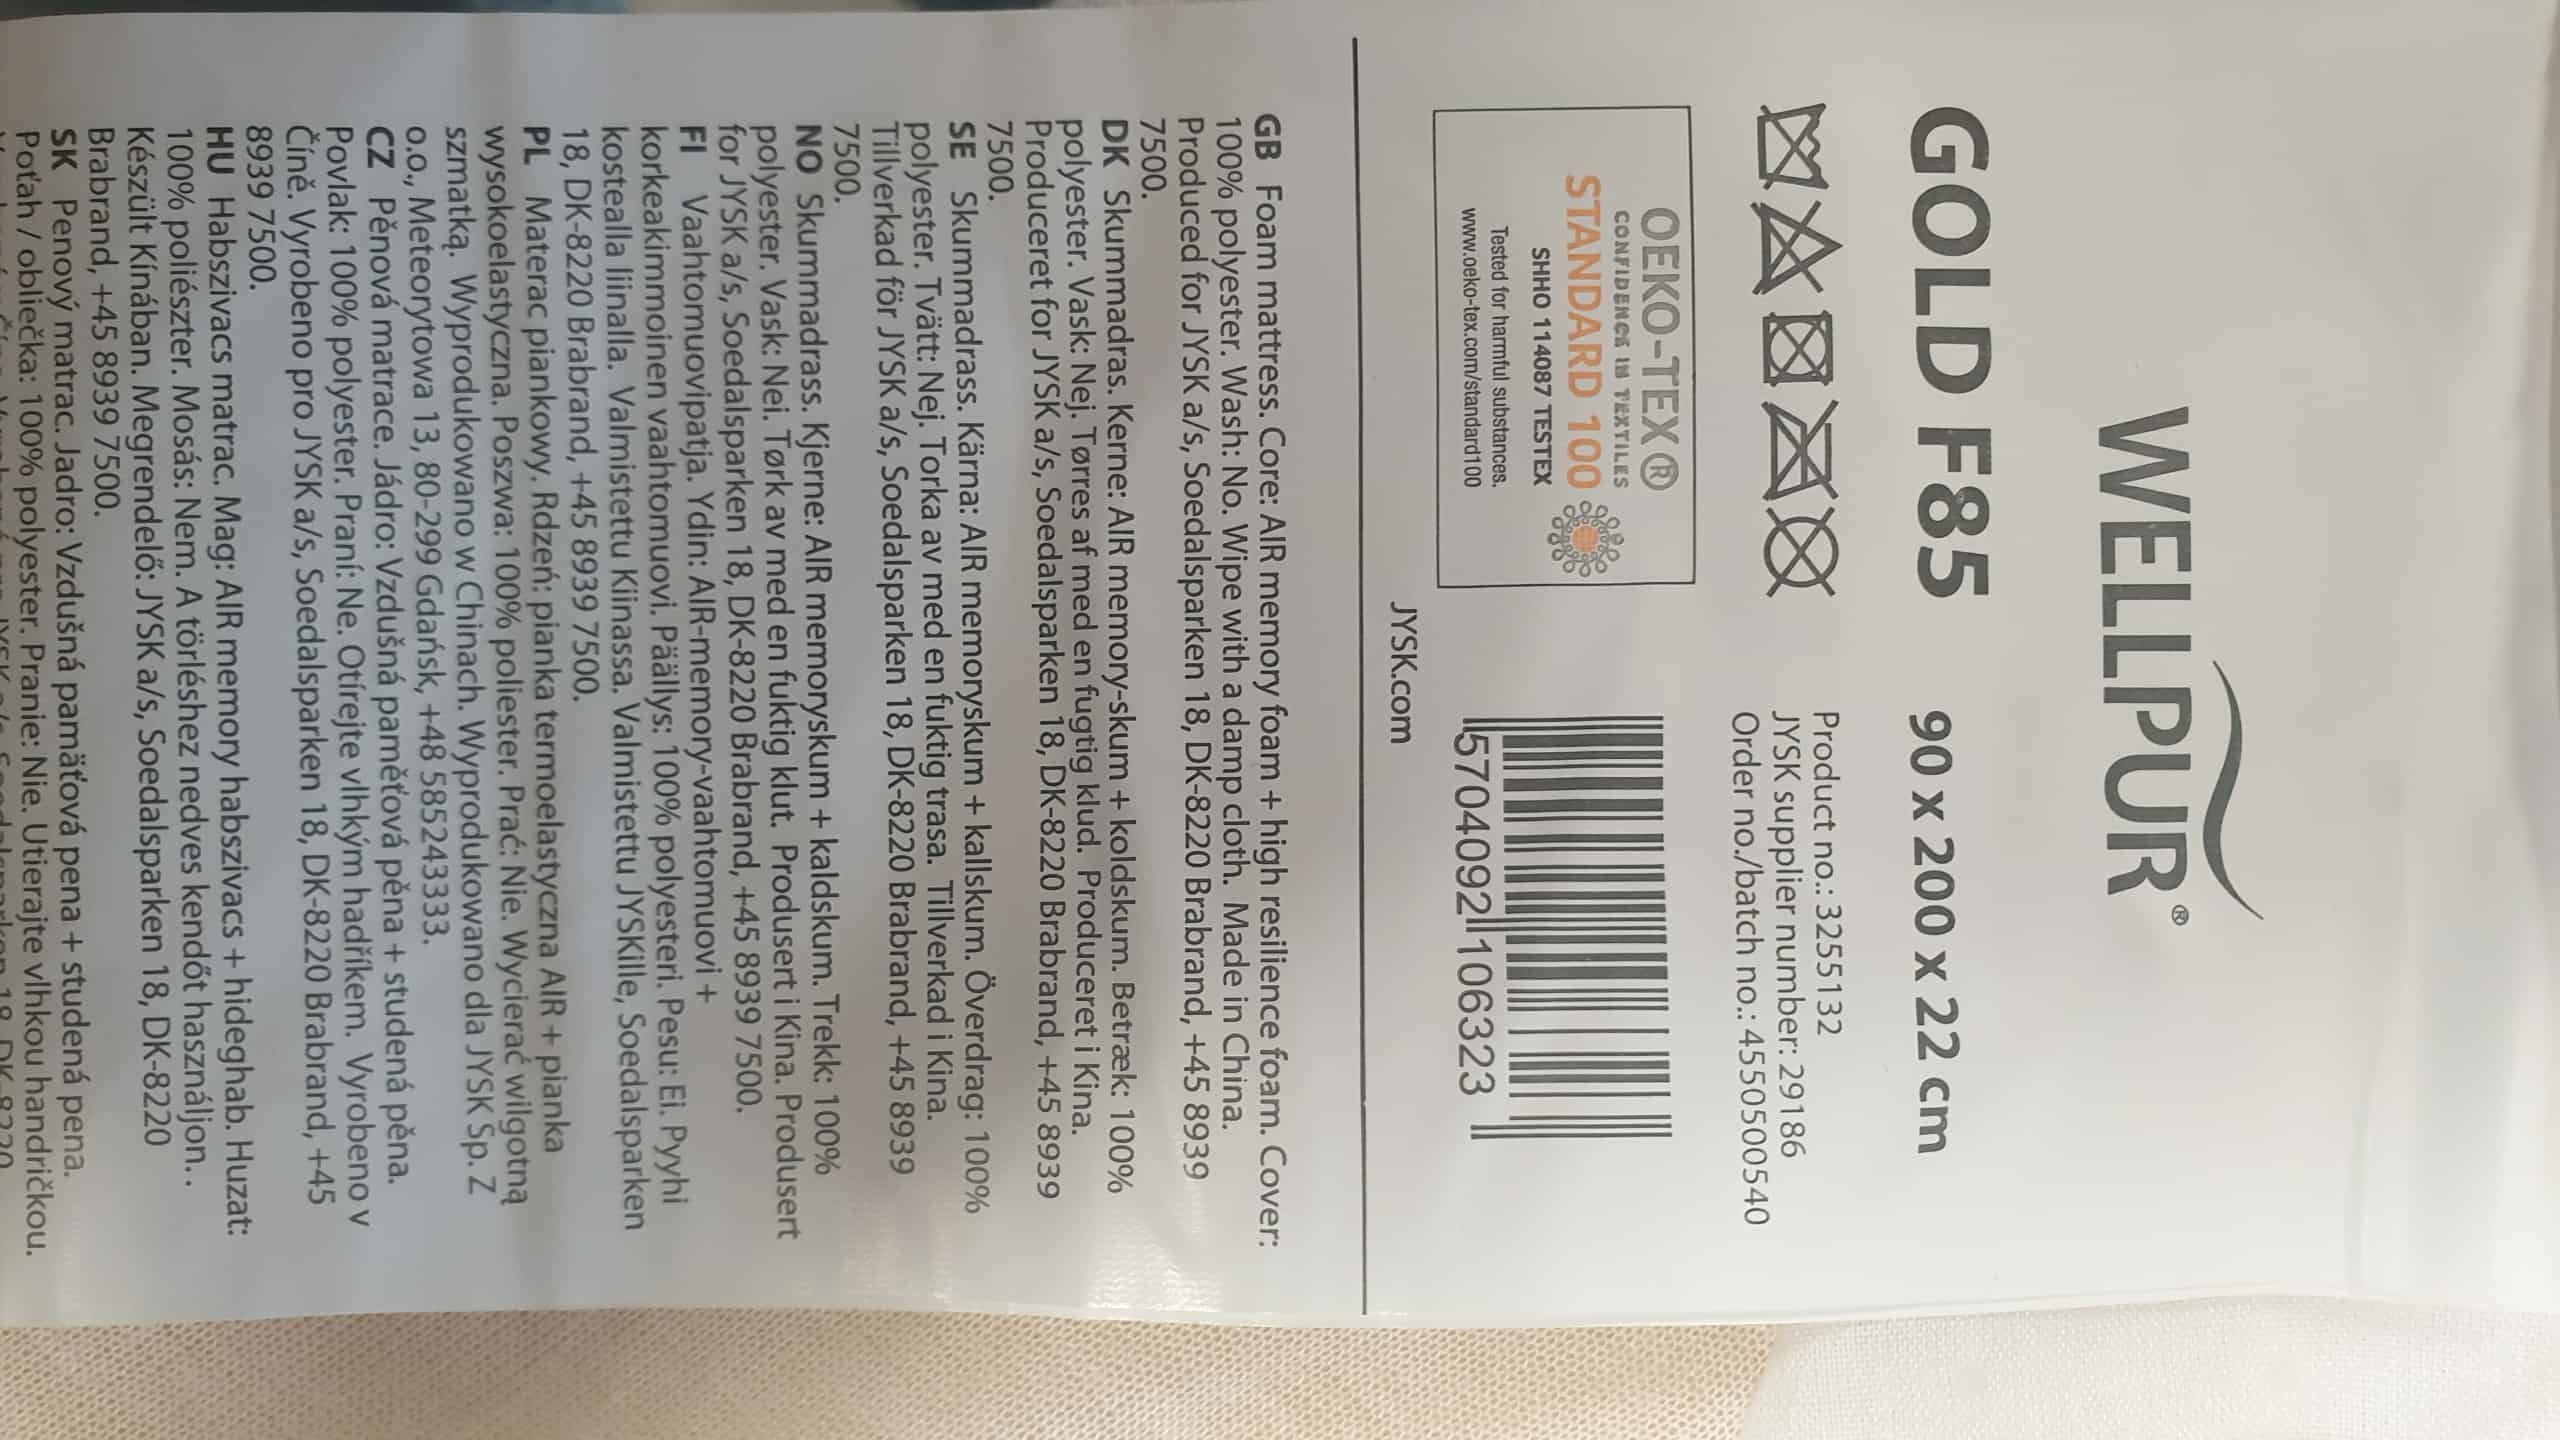 WELLPUR®
GOLD F85
90 x 200 x 22 cm
Product no.: 3255132
JYSK supplier number: 29186
Order no./batch no.: 4550500540
OEKO-TEX®
CONFIDENCE IN TEXTILES
STANDARD 100
SHHO 114087 TESTEX
Tested for harmful substances.
www.oeko-tex.com/standard100
5704092106323
JYSK.com
GB Foam mattress. Core: AIR memory foam + high resilience foam. Cover:
100% polyester. Wash: No. Wipe with a damp cloth. Made in China.
Produced for JYSK a/s, Soedalsparken 18, DK-8220 Brabrand, +45 8939
7500.
DK Skummadras. Kerne: AIR memory-skum + koldskum. Betræk: 100%
polyester. Vask: Nej. Tørres af med en fugtig klud. Produceret i Kina.
Produceret for JYSK a/s, Soedalsparken 18, DK-8220 Brabrand, +45 8939
7500.
SE Skummadrass. Kärna: AIR memoryskum + kallskum. Överdrag: 100%
polyester. Tvätt: Nej. Torka av med en fuktig trasa. Tillverkad i Kina.
Tillverkad för JYSK a/s, Soedalsparken 18, DK-8220 Brabrand, +45 8939
7500.
NO Skummadrass. Kjerne: AIR memoryskum + kaldskum. Trekk: 100%
polyester. Vask: Nei. Tørk av med en fuktig klut. Produsert i Kina. Produsert
for JYSK a/s, Soedalsparken 18, DK-8220 Brabrand, +45 8939 7500.
FI Vaahtomuovipatja. Ydin: AIR-memory-vaahtomuovi +
korkeakimmoinen vaahtomuovi. Päällys: 100% polyesteri. Pesu: Ei. Pyyhi
kostealla liinalla. Valmistettu Kiinassa. Valmistettu JYSKille, Soedalsparken
18, DK-8220 Brabrand, +45 8939 7500.
PL Materac piankowy. Rdzeń: pianka termoelastyczna AIR + pianka
wysokoelastyczna. Poszwa: 100% poliester. Prać: Nie. Wycierać wilgotną
szmatką. Wyprodukowano w Chinach. Wyprodukowano dla JYSK Sp. Z
o.o., Meteorytowa 13, 80-299 Gdańsk, +48 585243333.
CZ Pěnová matrace. Jádro: Vzdušná paměťová pěna + studená pěna.
Povlak: 100% polyester. Praní: Ne. Otírejte vlhkým hadříkem. Vyrobeno v
Číně. Vyrobeno pro JYSK a/s, Soedalsparken 18, DK-8220 Brabrand, +45
8939 7500.
HU Habszivacs matrac. Mag: AIR memory habszivacs + hideghab. Huzat:
100% poliészter. Mosás: Nem. A törléshez nedves kendőt használjon. .
Készült Kínában. Megrendelő: JYSK a/s, Soedalsparken 18, DK-8220
Brabrand, +45 8939 7500.
SK Penový matrac. Jadro: Vzdušná pamäťová pena + studená pena.
Poťah / obliečka: 100% polyester. Pranie: Nie. Utierajte vlhkou handričkou.